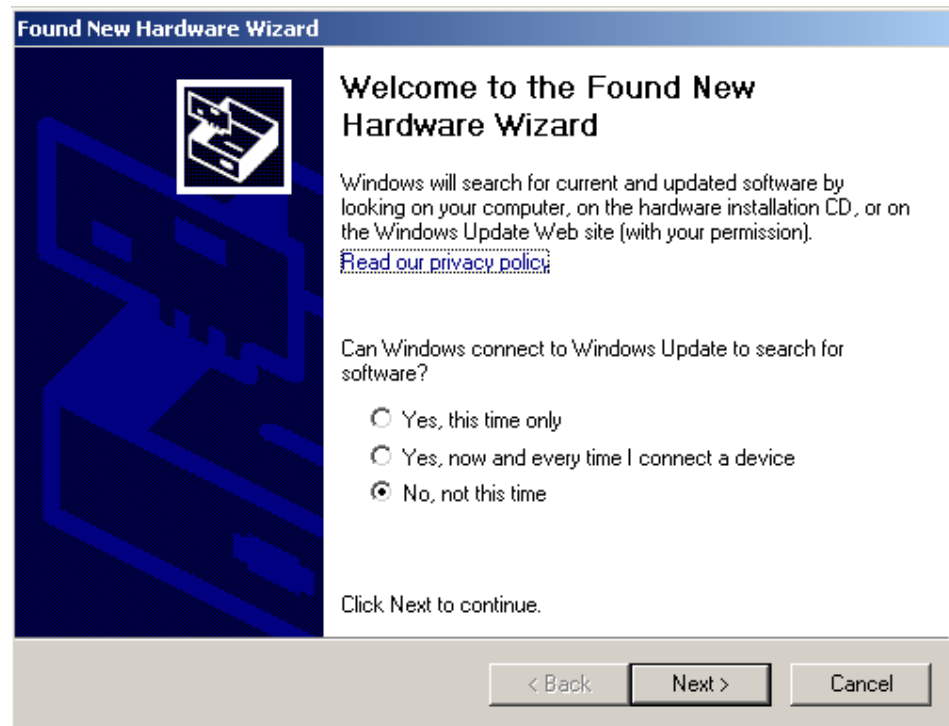 Found New Hardware Wizard
Welcome to the Found New
Hardware Wizard
Windows will search for current and updated software by
looking on your computer, on the hardware installation CD, or on
the Windows Update Web site (with your permission).
Read our privacy policy
Can Windows connect to Windows Update to search for
software?
Yes, this time only
Yes, now and every time I connect a device
No, not this time
Click Next to continue.
< Back
Next >
Cancel